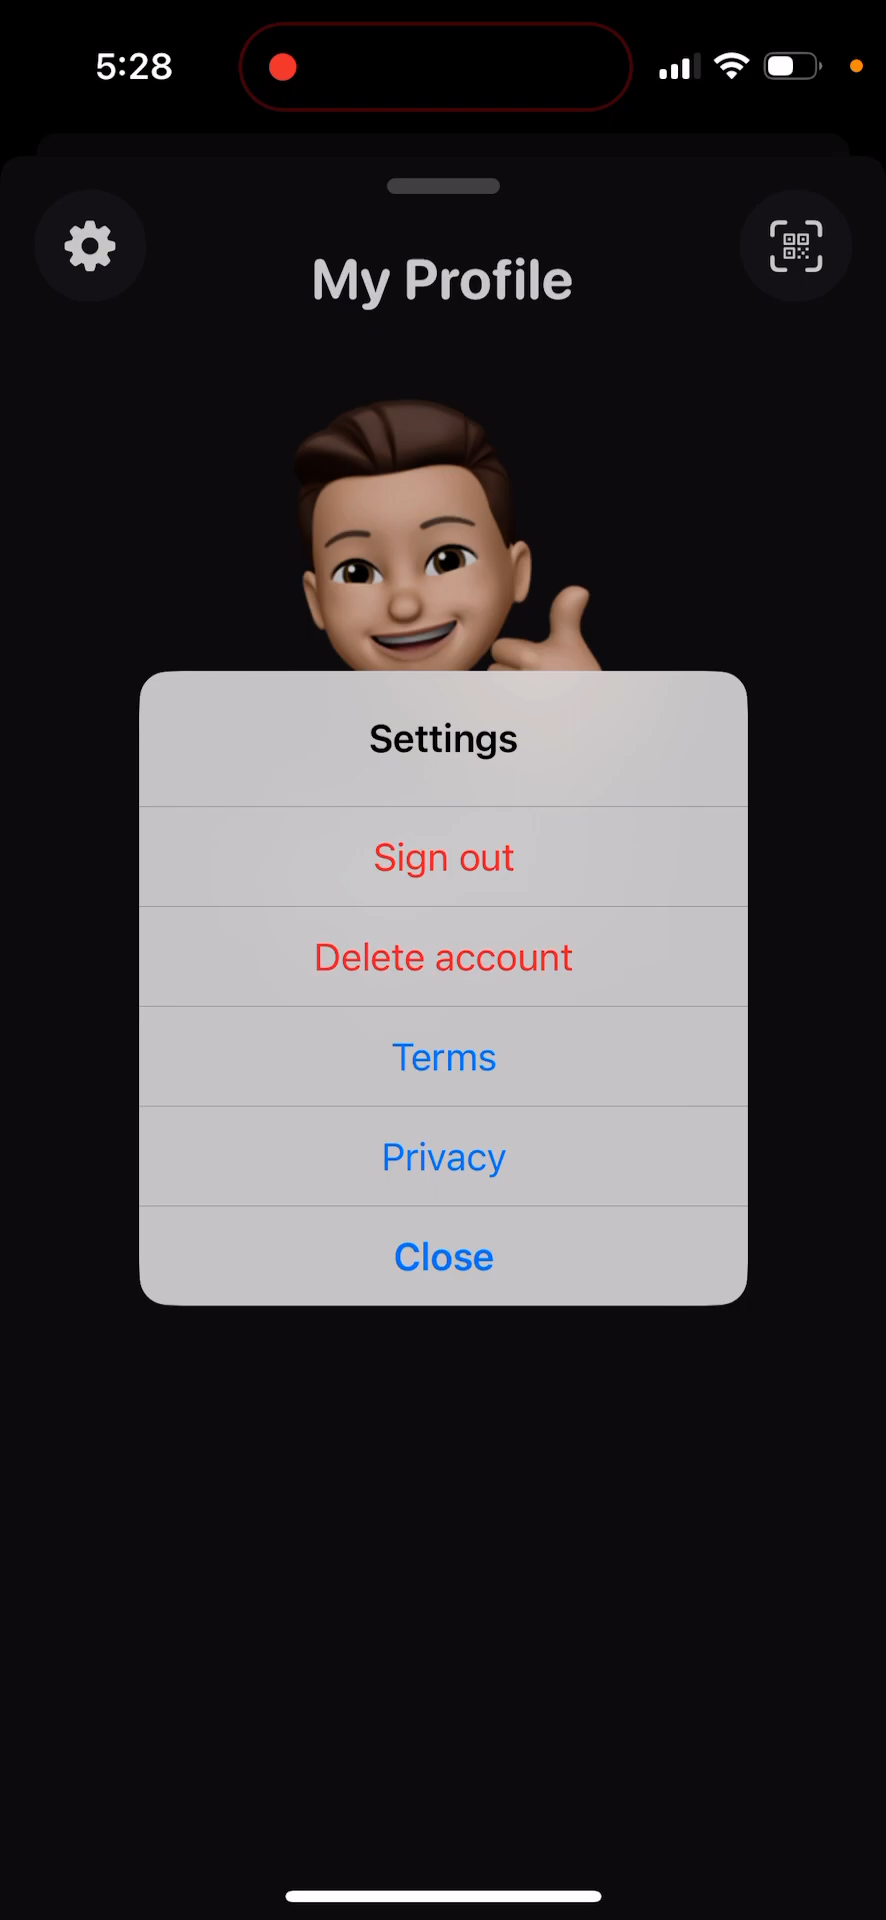 5:28
My Profile
Settings
Sign out
Delete account
Terms
Privacy
Close